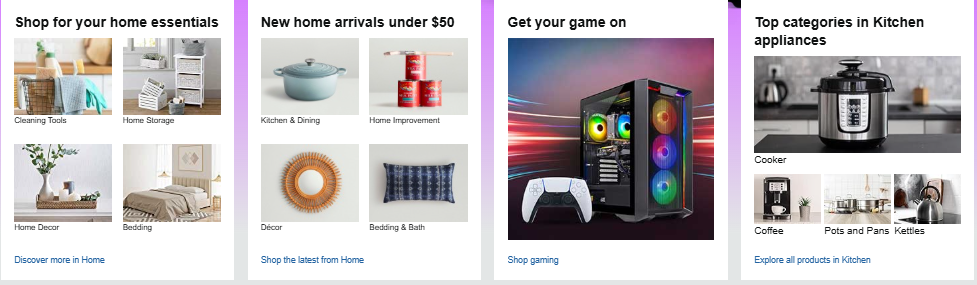 Shop for your home essentials
Cleaning Tools
Home Storage
Home Decor
Bedding
Discover more in Home
New home arrivals under $50
Kitchen & Dining
Home Improvement
Décor
Bedding & Bath
Shop the latest from Home
Get your game on
Shop gaming
Top categories in Kitchen
appliances
Cooker
Coffee
Pots and Pans
Kettles
Explore all products in Kitchen